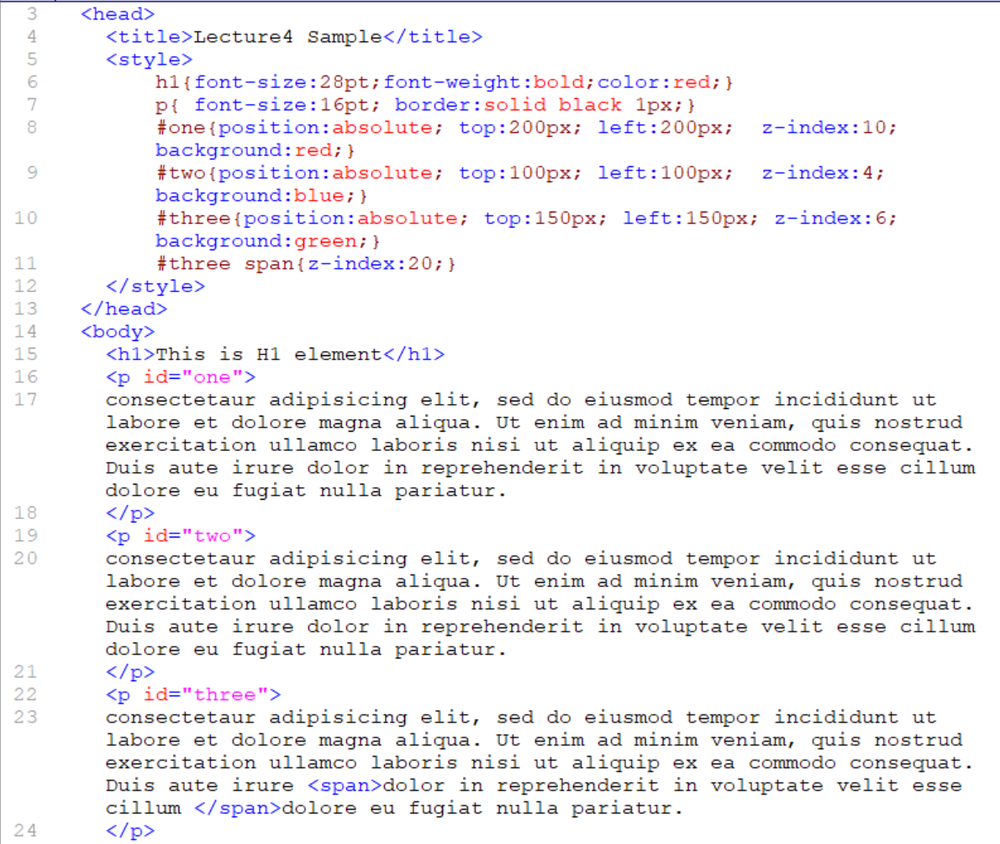 3 <head>
4 <title>Lecture4 Sample</title>
5 <style>
6 h1{font-size:28pt;font-weight:bold;color:red;}
7 p{ font-size:16pt; border:solid black 1px;}
8 #one{position:absolute; top:200px; left:200px;  z-index:10;
background:red;}
9 #two{position:absolute; top:100px; left:100px;  z-index:4;
background:blue;}
10 #three{position:absolute; top:150px; left:150px; z-index:6;
background:green;}
11 #three span{z-index:20;}
12 </style>
13 </head>
14 <body>
15 <h1>This is H1 element</h1>
16 <p id="one">
17 consectetaur adipisicing elit, sed do eiusmod tempor incididunt ut
labore et dolore magna aliqua. Ut enim ad minim veniam, quis nostrud
exercitation ullamco laboris nisi ut aliquip ex ea commodo consequat.
Duis aute irure dolor in reprehenderit in voluptate velit esse cillum
dolore eu fugiat nulla pariatur.
18 </p>
19 <p id="two">
20 consectetaur adipisicing elit, sed do eiusmod tempor incididunt ut
labore et dolore magna aliqua. Ut enim ad minim veniam, quis nostrud
exercitation ullamco laboris nisi ut aliquip ex ea commodo consequat.
Duis aute irure dolor in reprehenderit in voluptate velit esse cillum
dolore eu fugiat nulla pariatur.
21 </p>
22 <p id="three">
23 consectetaur adipisicing elit, sed do eiusmod tempor incididunt ut
labore et dolore magna aliqua. Ut enim ad minim veniam, quis nostrud
exercitation ullamco laboris nisi ut aliquip ex ea commodo consequat.
Duis aute irure <span>dolor in reprehenderit in voluptate velit esse
cillum </span>dolore eu fugiat nulla pariatur.
24 </p>